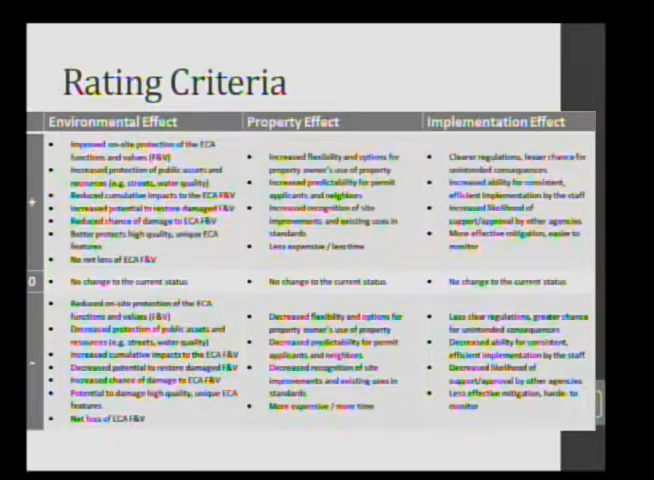 Rating Criteria
Environmental Effect
Property Effect
Implementation Effect
+
• Improved on-site protection of the ECA
functions and values (F&V)
• Increased protection of public assets and
resources (e.g. streets, water quality)
• Reduced cumulative impacts to the ECA F&V
• Increased potential to restore damaged F&V
• Reduced chance of damage to ECA F&V
• Better protects high quality, unique ECA
features
• No net loss of ECA F&V
• Increased flexibility and options for
property owner's use of property
• Increased predictability for permit
applicants and neighbors
• Increased recognition of site
improvements and existing uses in
standards
• Less expensive / less time
• Clearer regulations, lesser chance for
unintended consequences
• Increased ability for consistent,
efficient implementation by the staff
• Increased likelihood of
support/approval by other agencies
• More effective mitigation, easier to
monitor
0
• No change to the current status
• No change to the current status
• No change to the current status
-
• Reduced on-site protection of the ECA
functions and values (F&V)
• Decreased protection of public assets and
resources (e.g. streets, water quality)
• Increased cumulative impacts to the ECA F&V
• Decreased potential to restore damaged F&V
• Increased chance of damage to ECA F&V
• Potential to damage high quality, unique ECA
features
• Net loss of ECA F&V
• Decreased flexibility and options for
property owner's use of property
• Decreased predictability for permit
applicants and neighbors
• Decreased recognition of site
improvements and existing uses in
standards
• More expensive / more time
• Less clear regulations, greater chance
for unintended consequences
• Decreased ability for consistent,
efficient implementation by the staff
• Decreased likelihood of
support/approval by other agencies
• Less effective mitigation, harder to
monitor